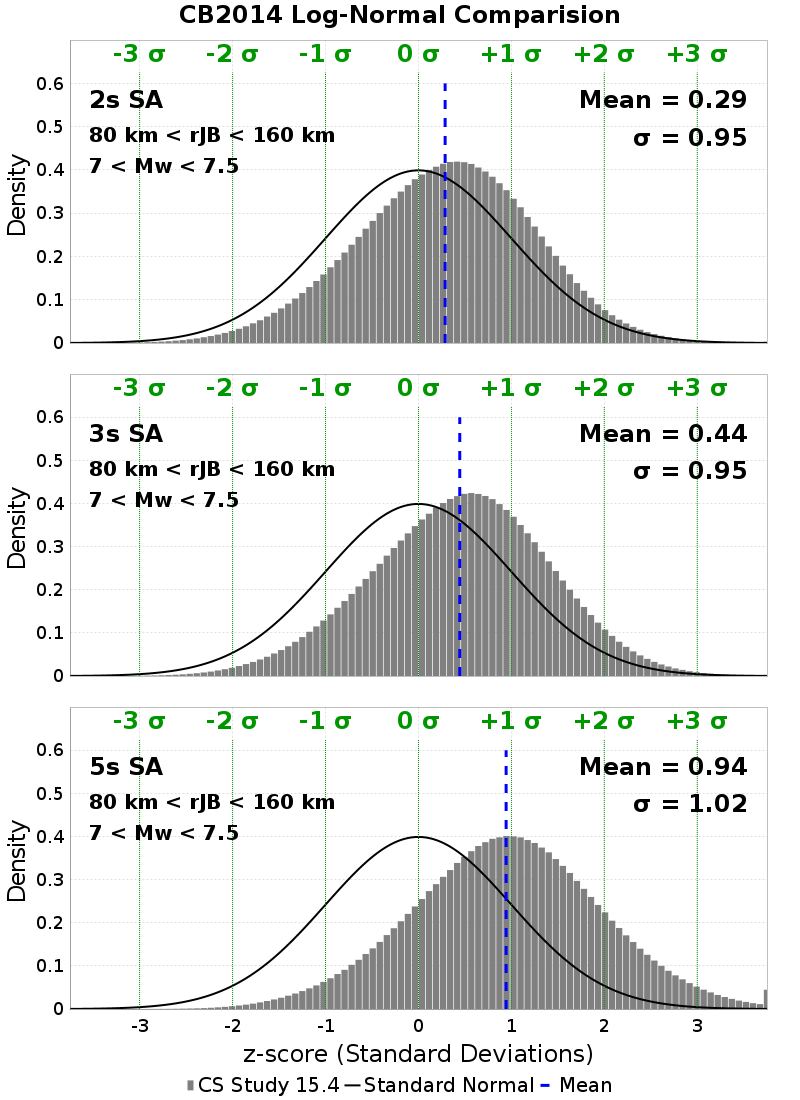 CB2014 Log-Normal Comparision
-3 σ -2 σ -1 σ 0 σ +1 σ +2 σ +3 σ
0.6
2s SA Mean = 0.29
0.5
80 km < rJB < 160 km σ = 0.95
7 < Mw < 7.5
0.4
0.3
0.2
0.1
0
Density
-3 σ -2 σ -1 σ 0 σ +1 σ +2 σ +3 σ
0.6
3s SA Mean = 0.44
0.5
80 km < rJB < 160 km σ = 0.95
7 < Mw < 7.5
0.4
0.3
0.2
0.1
0
Density
-3 σ -2 σ -1 σ 0 σ +1 σ +2 σ +3 σ
0.6
5s SA Mean = 0.94
0.5
80 km < rJB < 160 km σ = 1.02
7 < Mw < 7.5
0.4
0.3
0.2
0.1
0
Density
-3 -2 -1 0 1 2 3
z-score (Standard Deviations)
CS Study 15.4 Standard Normal Mean